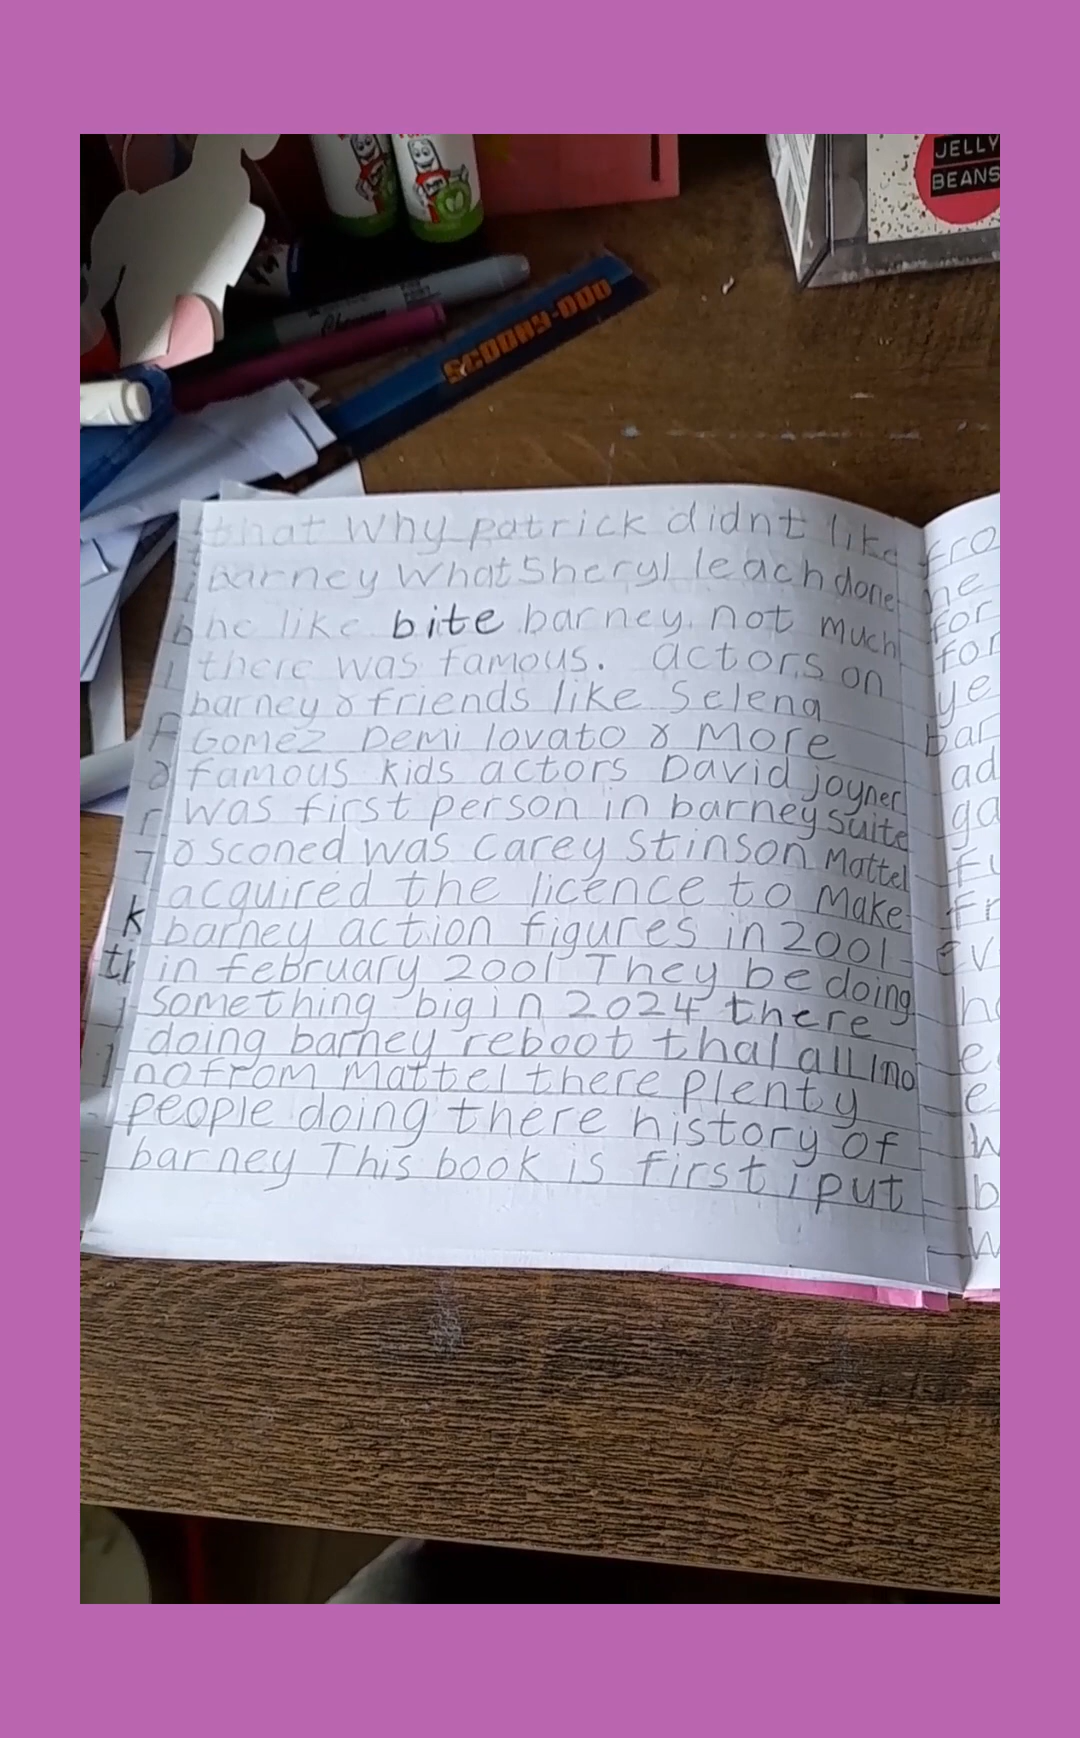 JELLY
BEANS
SCOOBY-DOO
that why patrick didnt like
barney What Sheryl leach done
he like bite barney. not much
there was famous. actors on
barney & friends like Selena
Gomez Demi lovato & More
famous kids actors David joyner
was first person in barney suite
& sconed was Carey Stinson Mattel
acquired the licence to Make
barney action figures in 2001
in february 2001 They be doing
Something big in 2024 there
doing barney reboot that all I no
no from Mattel there plenty
people doing there history of
barney This book is first i put